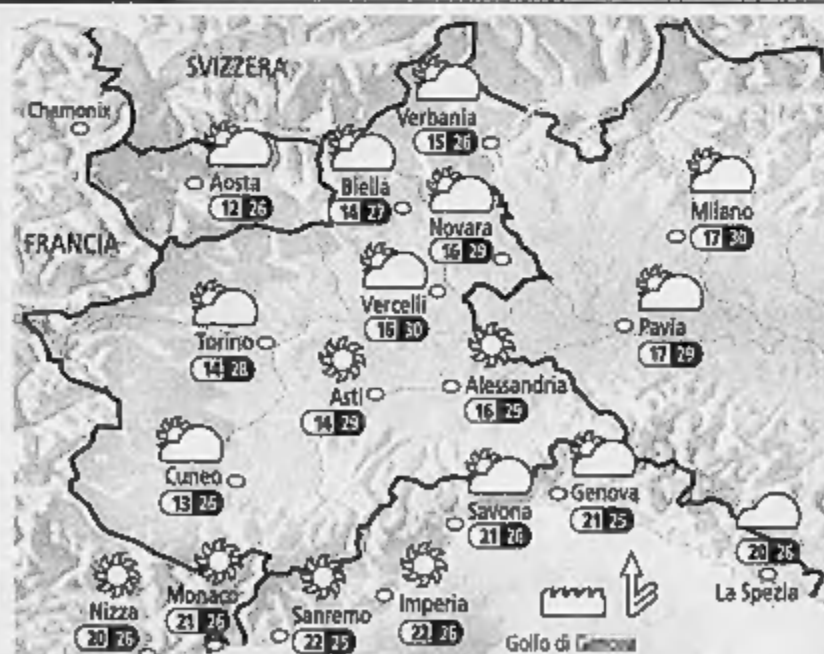 SVIZZERA
Chamonix
Verbania
15 26
Aosta
12 26
Biella
14 27
Milano
17 30
FRANCIA
Novara
16 29
Vercelli
16 30
Torino
14 28
Pavia
17 29
Asti
14 29
Alessandria
16 29
Cuneo
13 26
Savona
21
Genova
21 25
20 26
La Spezia
Monaco
21 26
Nizza
20 26
Sanremo
22 25
Imperia
22 26
Golfo di Genova